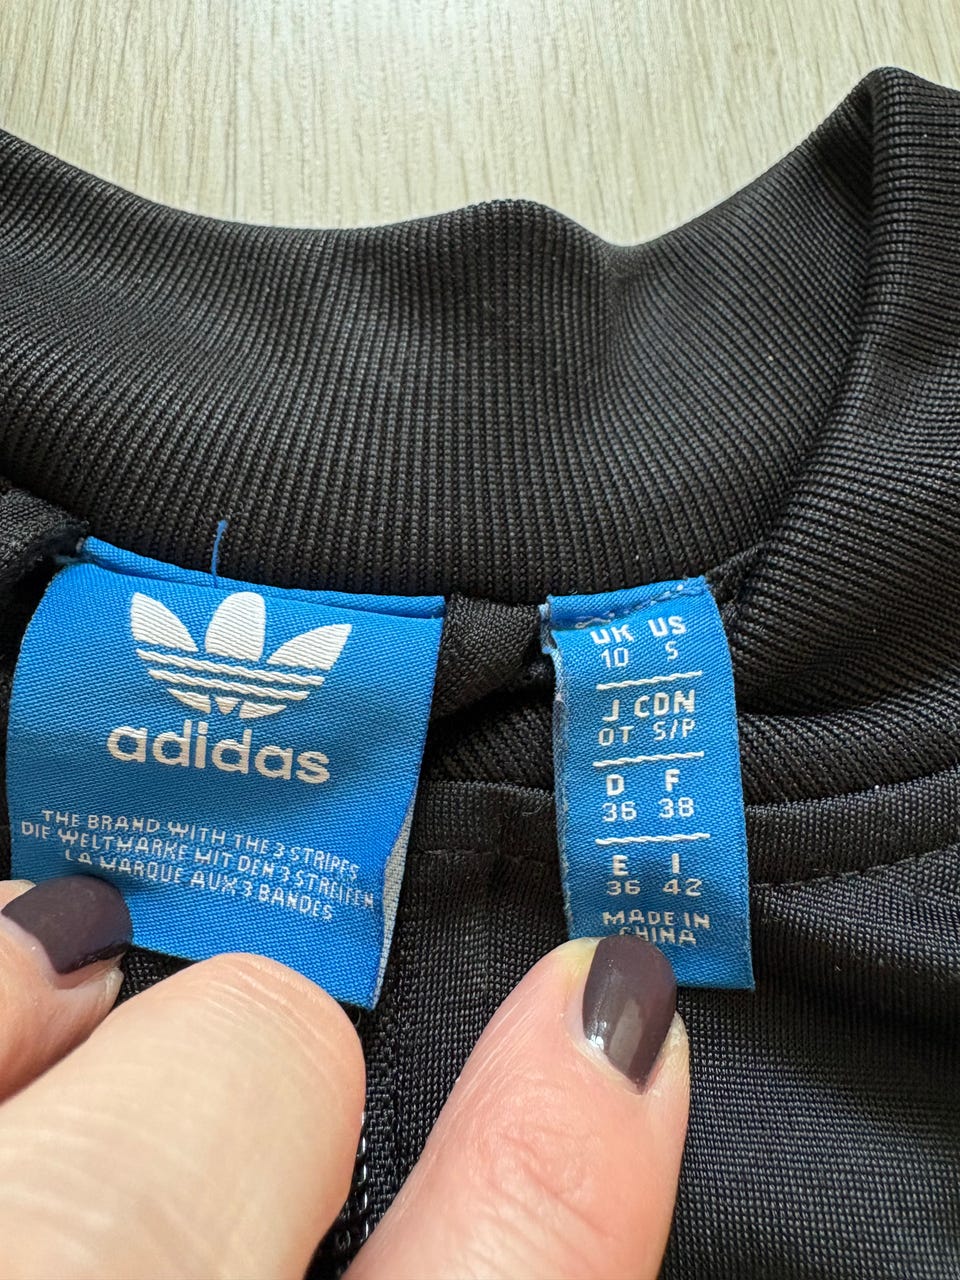 adidas
THE BRAND WITH THE 3 STRIPES
DIE WELTMARKE MIT DEN 3 STREIFEN
LA MARQUE AUX 3 BANDES
UK US
10 S
J CDN
OT S/P
D F
36 38
E I
36 42
MADE IN
CHINA